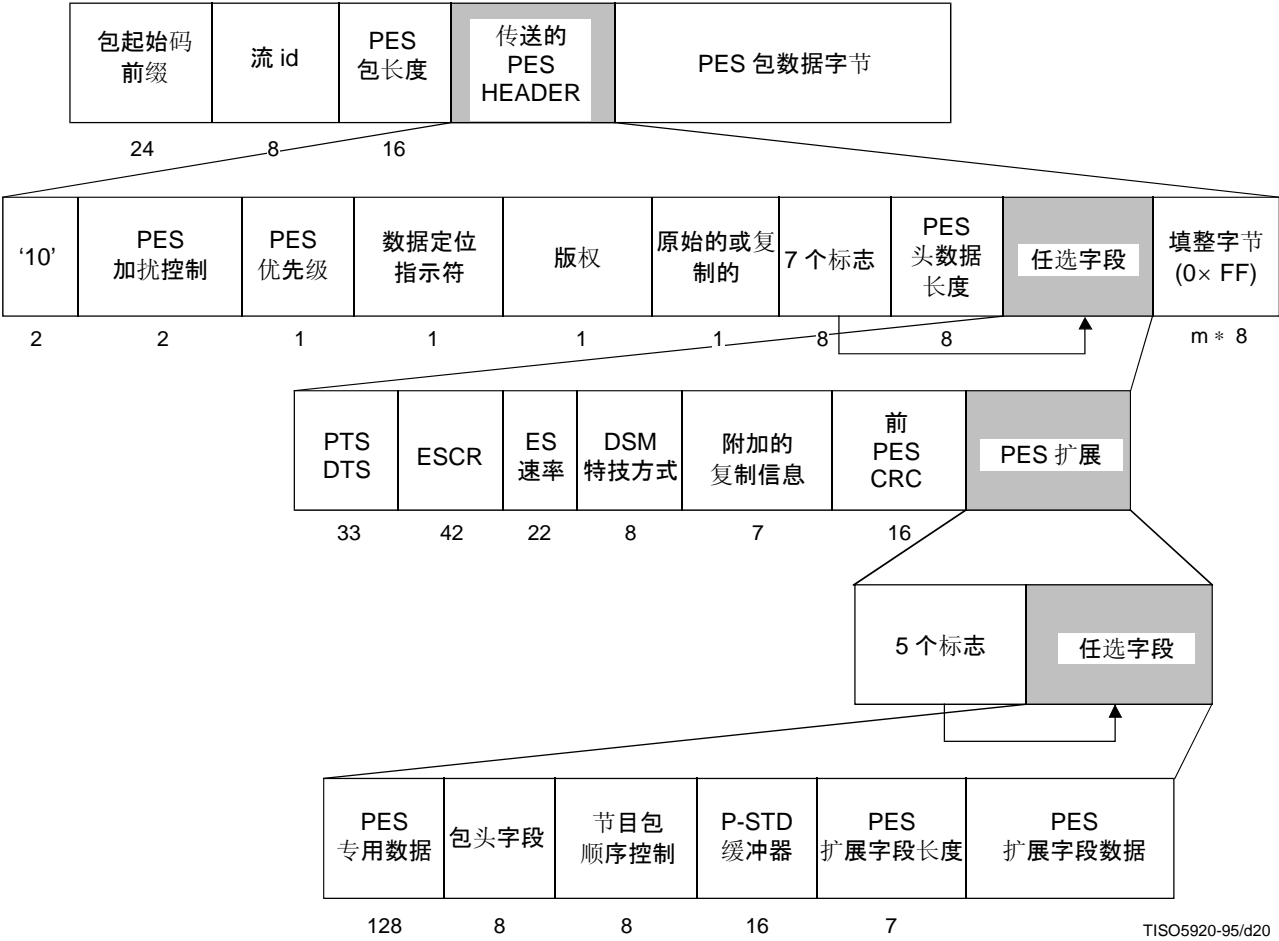 包起始码
前缀
流 id
PES
包长度
传送的
PES
HEADER
PES 包数据字节
24
8
16
‘10’
PES
加扰控制
PES
优先级
数据定位
指示符
版权
原始的或复
制的
7 个标志
PES
头数据
长度
任选字段
填整字节
(0× FF)
2
2
1
1
1
1
8
8
m * 8
PTS
DTS
ESCR
ES
速率
DSM
特技方式
附加的
复制信息
前
PES
CRC
PES 扩展
33
42
22
8
7
16
5 个标志
任选字段
PES
专用数据
包头字段
节目包
顺序控制
P-STD
缓冲器
PES
扩展字段长度
PES
扩展字段数据
128
8
8
16
7
TISO5920-95/d20